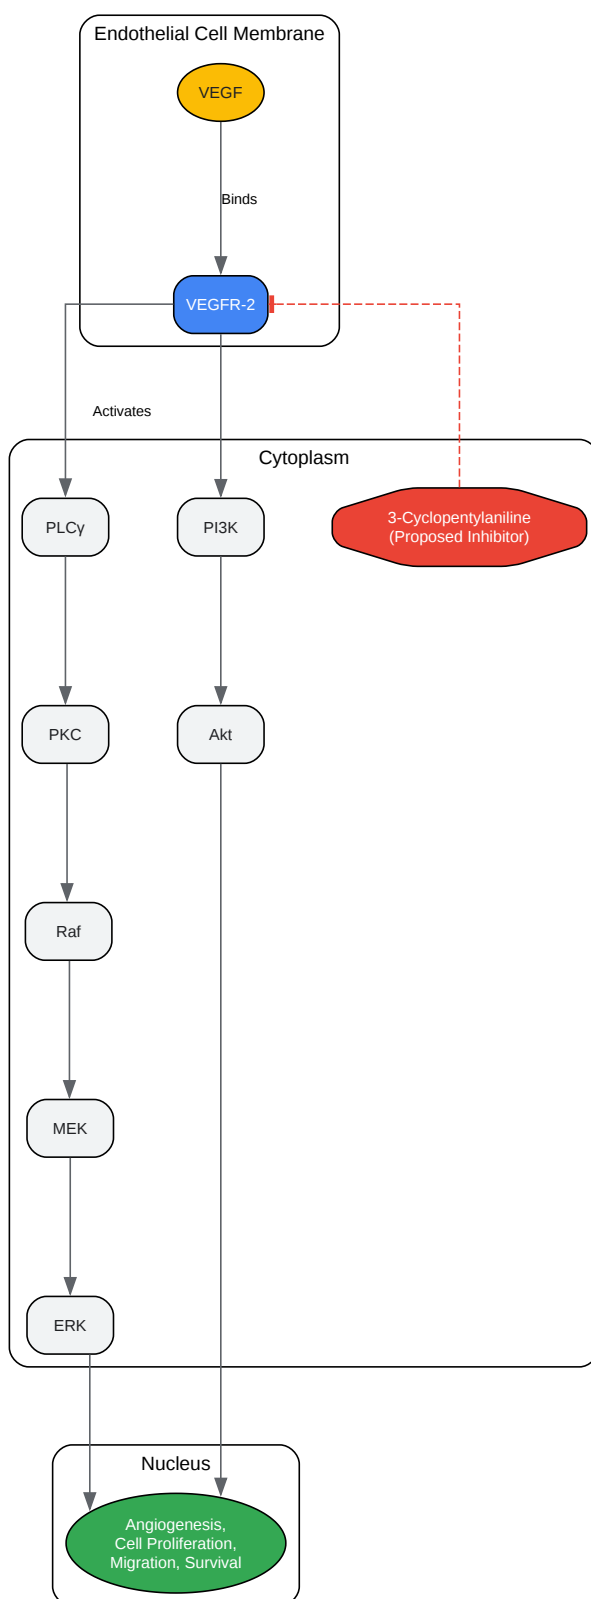 Endothelial Cell Membrane
VEGF
Binds
VEGFR-2
Activates
Cytoplasm
PLCγ
PI3K
3-Cyclopentylaniline
(Proposed Inhibitor)
PKC
Akt
Raf
MEK
ERK
Nucleus
Angiogenesis,
Cell Proliferation,
Migration, Survival